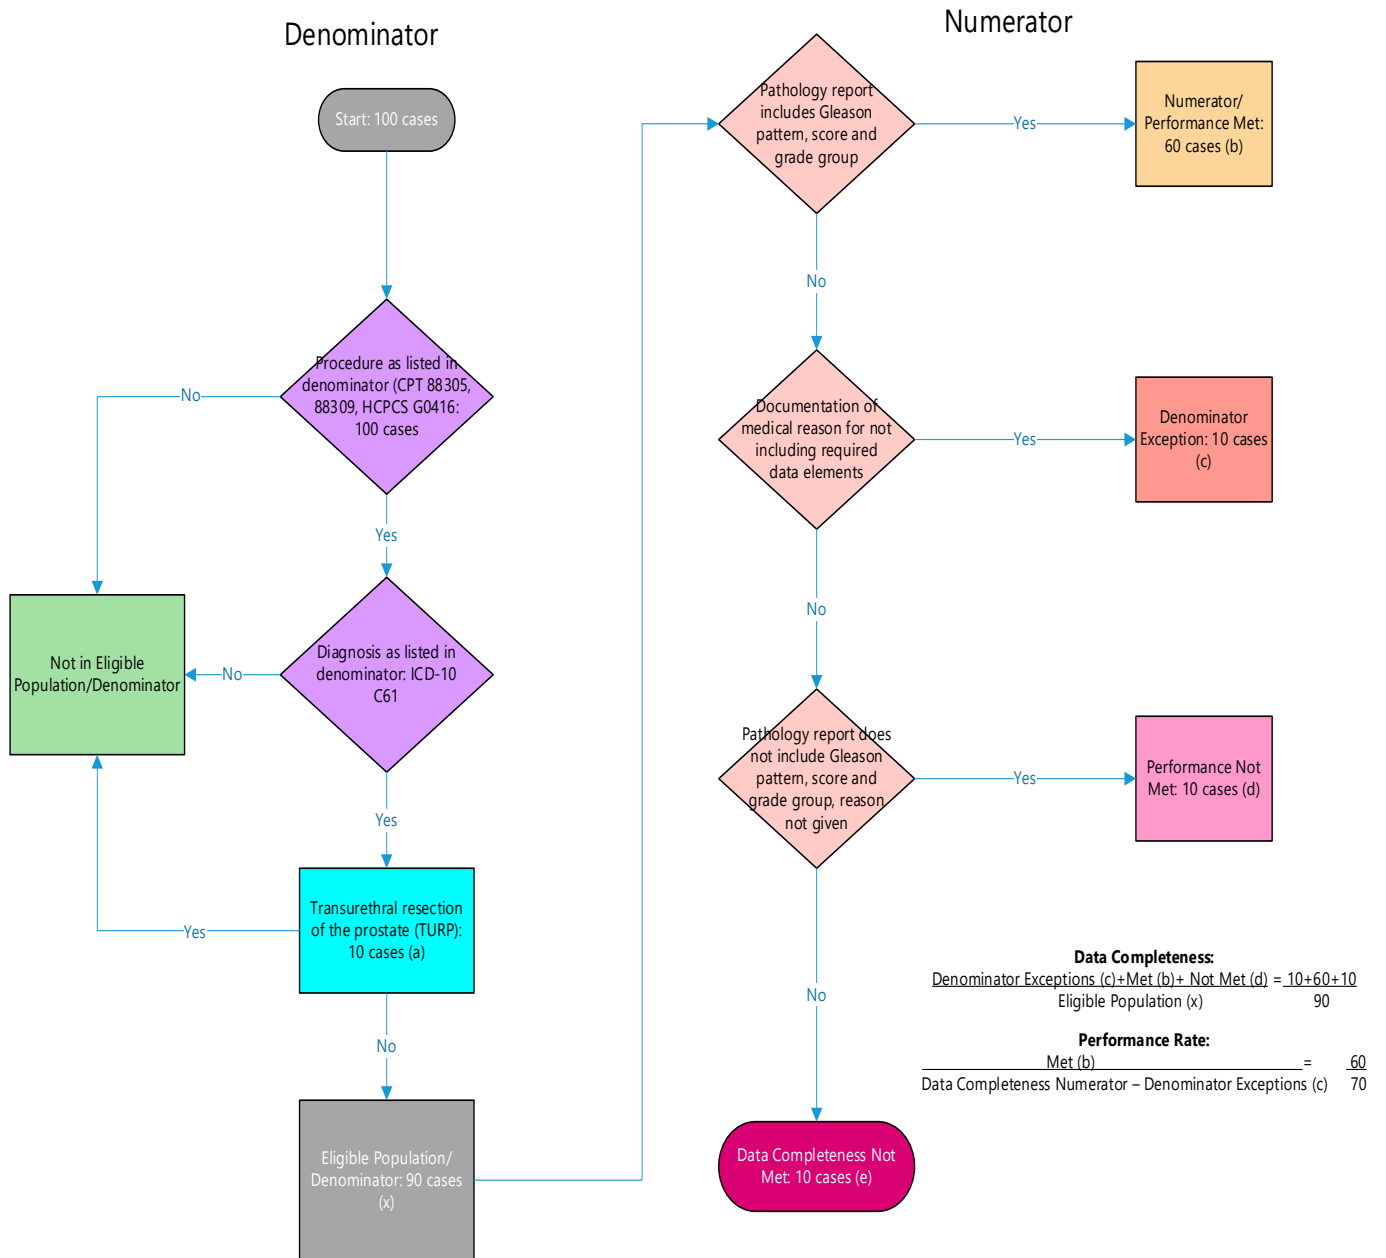 Denominator
Start: 100 cases
Procedure as listed in
denominator (CPT 88305,
88309, HCPCS G0416:
100 cases
No
Yes
Not in Eligible
Population/Denominator
No
Diagnosis as listed in
denominator: ICD-10
C61
Yes
Transurethral resection
of the prostate (TURP):
10 cases (a)
Yes
No
Eligible Population/
Denominator: 90 cases
(x)
Numerator
Pathology report
includes Gleason
pattern, score and
grade group
Yes
Numerator/
Performance Met:
60 cases (b)
No
Documentation of
medical reason for not
including required
data elements
Yes
Denominator
Exception: 10 cases
(c)
No
Pathology report does
not include Gleason
pattern, score and
grade group, reason
not given
Yes
Performance Not
Met: 10 cases (d)
No
Data Completeness Not
Met: 10 cases (e)
Data Completeness:
Denominator Exceptions (c)+Met (b)+ Not Met (d) = 10+60+10
Eligible Population (x) 90
Performance Rate:
Met (b) = 60
Data Completeness Numerator – Denominator Exceptions (c) 70